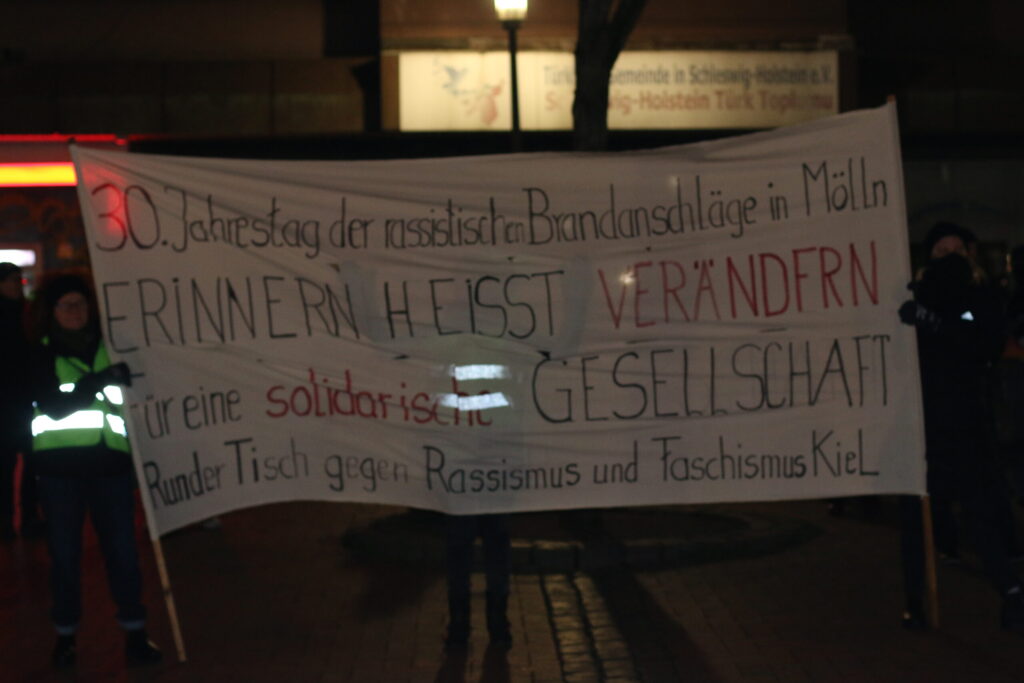 Türk Gemeinde in Schleswig-Holstein e.V.
Schleswig-Holstein Türk Toplumu
30. Jahrestag der rassistischen Brandanschläge in Mölln
ERINNERN HEISST VERÄNDERN
Für eine solidarische GESELLSCHAFT
Runder Tisch gegen Rassismus und Faschismus Kiel